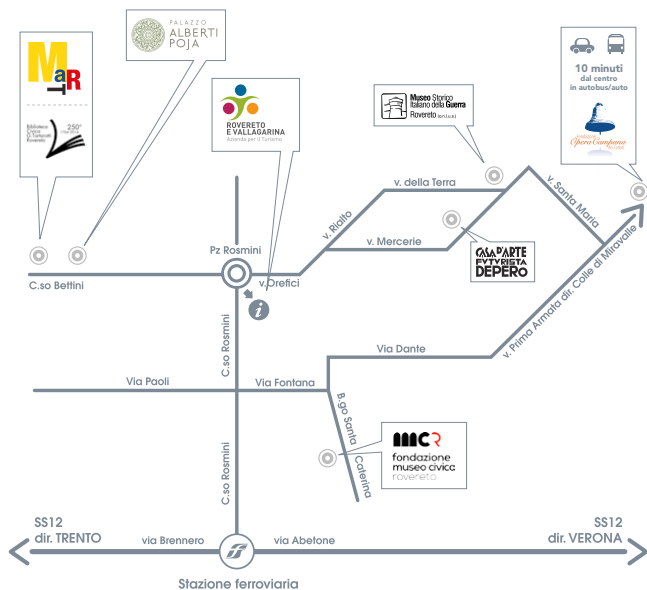 MaRT
Biblioteca
Civica
G. Tartarotti
Rovereto
250°
PALAZZO
ALBERTI
POJA
ROVERETO
E VALLAGARINA
Azienda per il Turismo
Museo Storico
Italiano della Guerra
Rovereto (o.n.l.u.s.)
10 minuti
dal centro
in autobus/auto
FONDAZIONE
Opera Campana
v. della Terra
v. Santa Maria
v. Rialto
v. Mercerie
CASA D'ARTE
FUTURISTA
DEPERO
Pz Rosmini
C.so Bettini
v.Orefici
i
v. Prima Armata dir. Colle di Miravalle
C.so Rosmini
Via Dante
Via Paoli
Via Fontana
B.go Santa Caterina
mcr
fondazione
museo civico
rovereto
C.so Rosmini
SS12
dir. TRENTO
via Brennero
via Abetone
SS12
dir. VERONA
Stazione ferroviaria